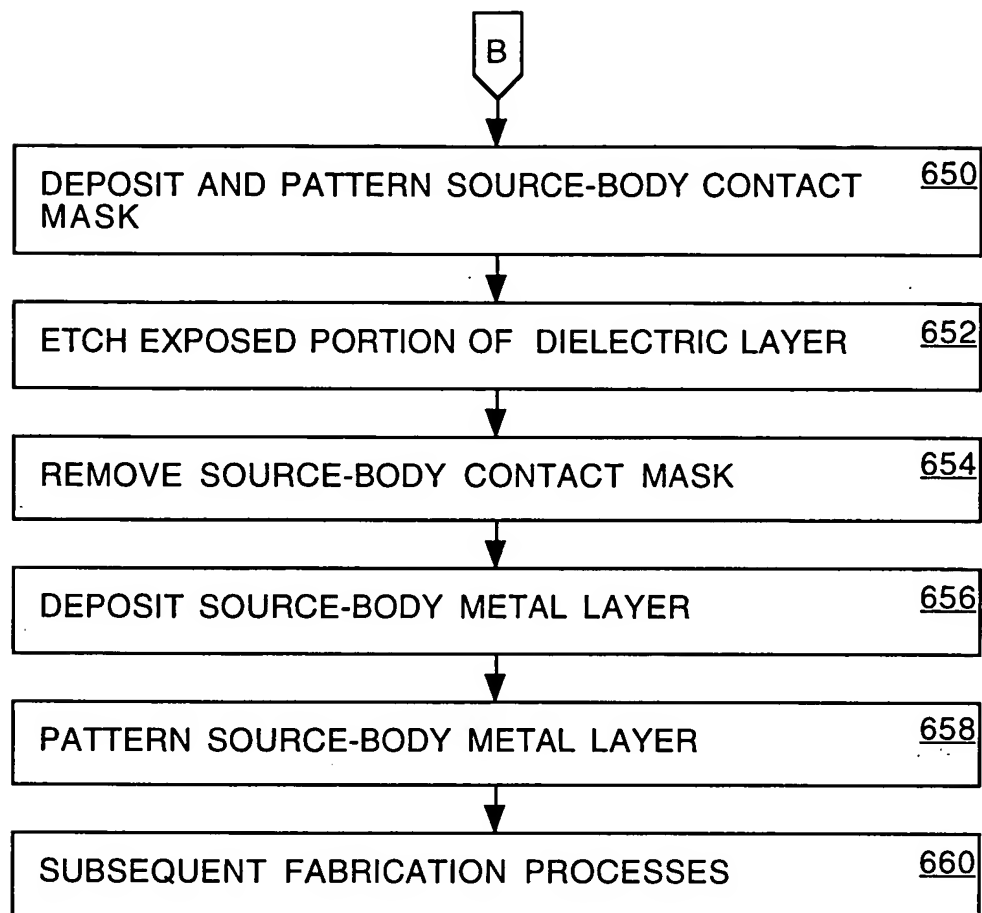 B
DEPOSIT AND PATTERN SOURCE-BODY CONTACT 650
MASK
ETCH EXPOSED PORTION OF DIELECTRIC LAYER 652
REMOVE SOURCE-BODY CONTACT MASK 654
DEPOSIT SOURCE-BODY METAL LAYER 656
PATTERN SOURCE-BODY METAL LAYER 658
SUBSEQUENT FABRICATION PROCESSES 660